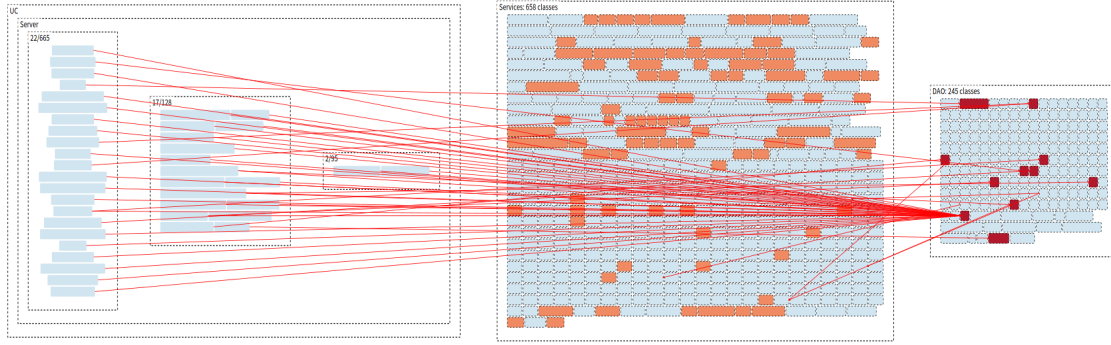 UC
Server
22/665
17/128
2/95
Services: 658 classes
DAO: 245 classes